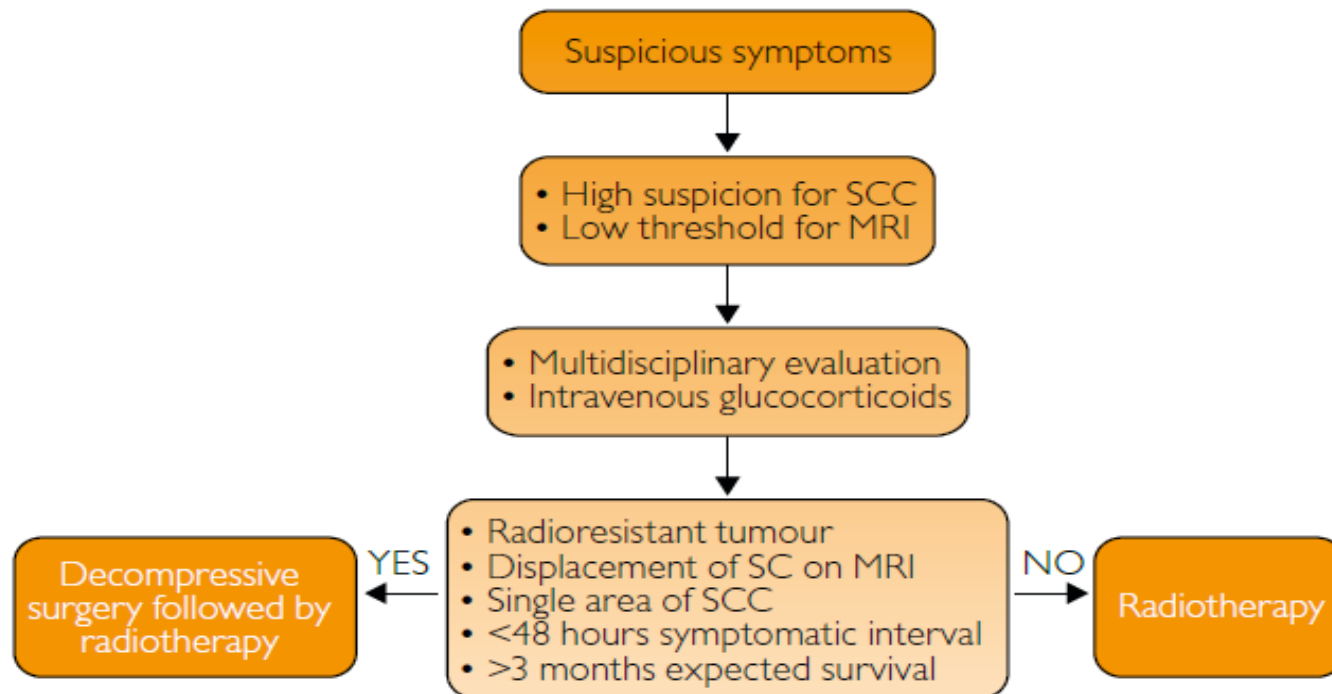 Suspicious symptoms
• High suspicion for SCC
• Low threshold for MRI
• Multidisciplinary evaluation
• Intravenous glucocorticoids
Decompressive
surgery followed by
radiotherapy
YES
• Radioresistant tumour
• Displacement of SC on MRI
• Single area of SCC
• <48 hours symptomatic interval
• >3 months expected survival
NO
Radiotherapy